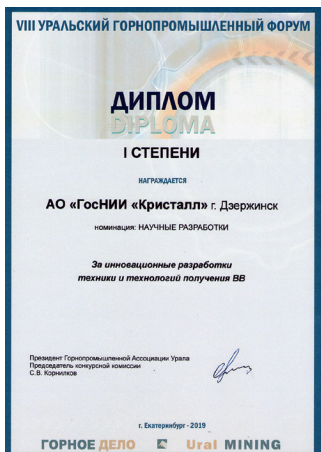 VIII УРАЛЬСКИЙ ГОРНОПРОМЫШЛЕННЫЙ ФОРУМ
ДИПЛОМ
DIPLOMA
I СТЕПЕНИ
НАГРАЖДАЕТСЯ
АО «ГосНИИ «Кристалл» г. Дзержинск
номинация: НАУЧНЫЕ РАЗРАБОТКИ
За инновационные разработки
техники и технологий получения ВВ
Президент Горнопромышленной Ассоциации Урала
Председатель конкурсной комиссии
С.В. Корнилков
г. Екатеринбург - 2019
ГОРНОЕ ДЕЛО Ural MINING